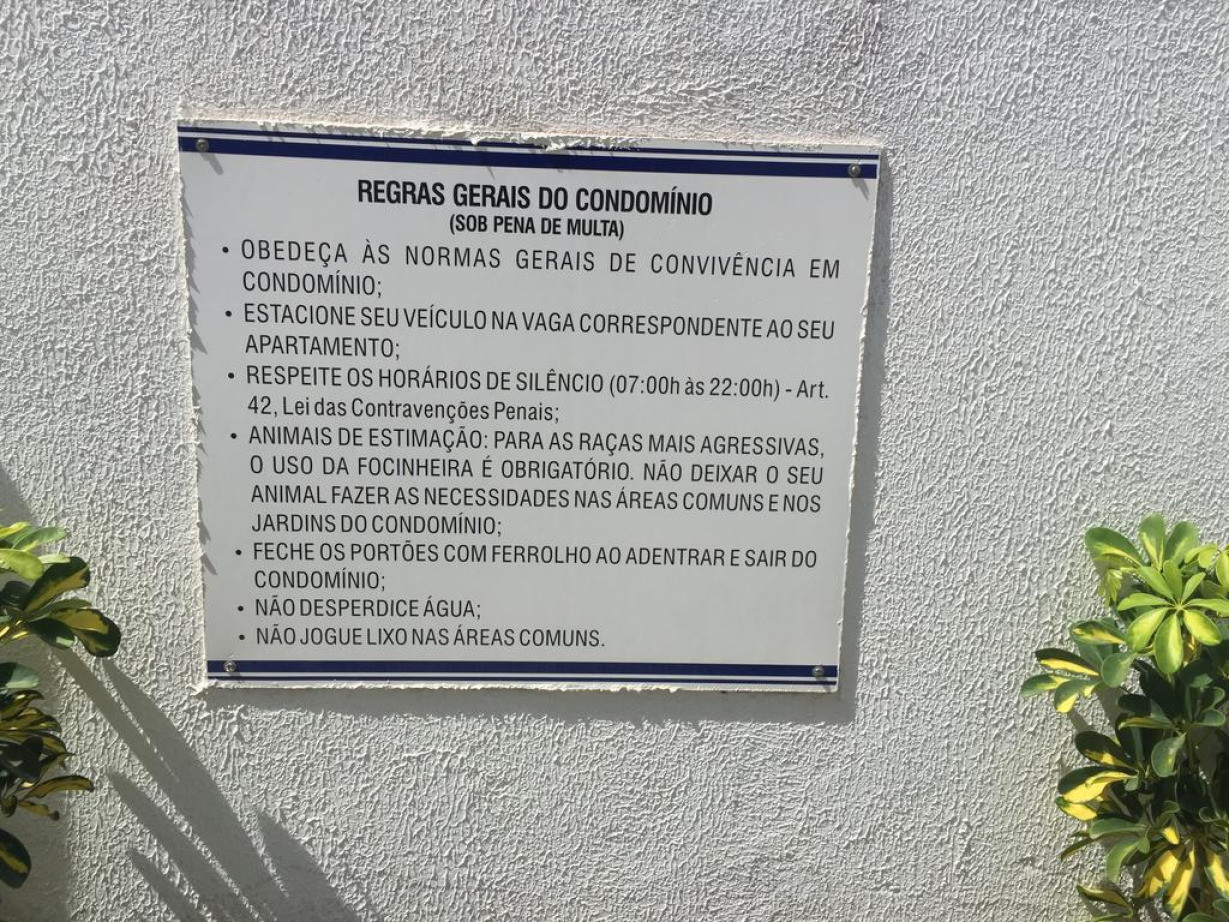 REGRAS GERAIS DO CONDOMÍNIO
(SOB PENA DE MULTA)
• OBEDEÇA ÀS NORMAS GERAIS DE CONVIVÊNCIA EM
CONDOMÍNIO;
• ESTACIONE SEU VEÍCULO NA VAGA CORRESPONDENTE AO SEU
APARTAMENTO;
• RESPEITE OS HORÁRIOS DE SILÊNCIO (07:00h às 22:00h) - Art.
42, Lei das Contravenções Penais;
• ANIMAIS DE ESTIMAÇÃO: PARA AS RAÇAS MAIS AGRESSIVAS,
O USO DA FOCINHEIRA É OBRIGATÓRIO. NÃO DEIXAR O SEU
ANIMAL FAZER AS NECESSIDADES NAS ÁREAS COMUNS E NOS
JARDINS DO CONDOMÍNIO;
• FECHE OS PORTÕES COM FERROLHO AO ADENTRAR E SAIR DO
CONDOMÍNIO;
• NÃO DESPERDICE ÁGUA;
• NÃO JOGUE LIXO NAS ÁREAS COMUNS.